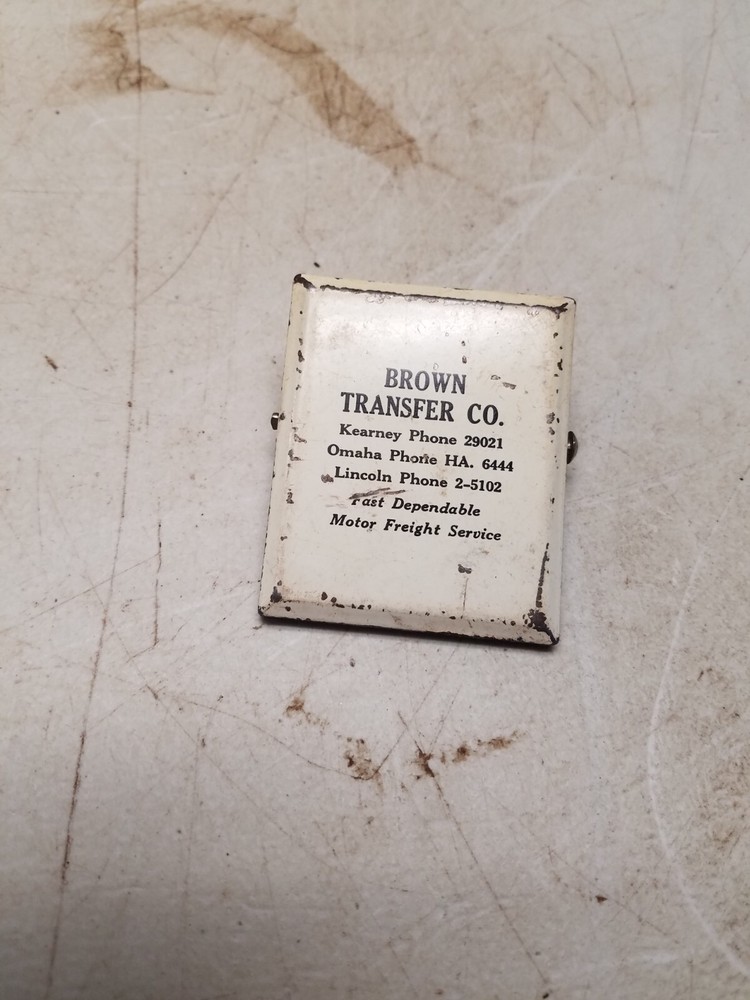 BROWN
TRANSFER CO.
Kearney Phone 29021
Omaha Phone HA. 6444
Lincoln Phone 2-5102
Fast Dependable
Motor Freight Service